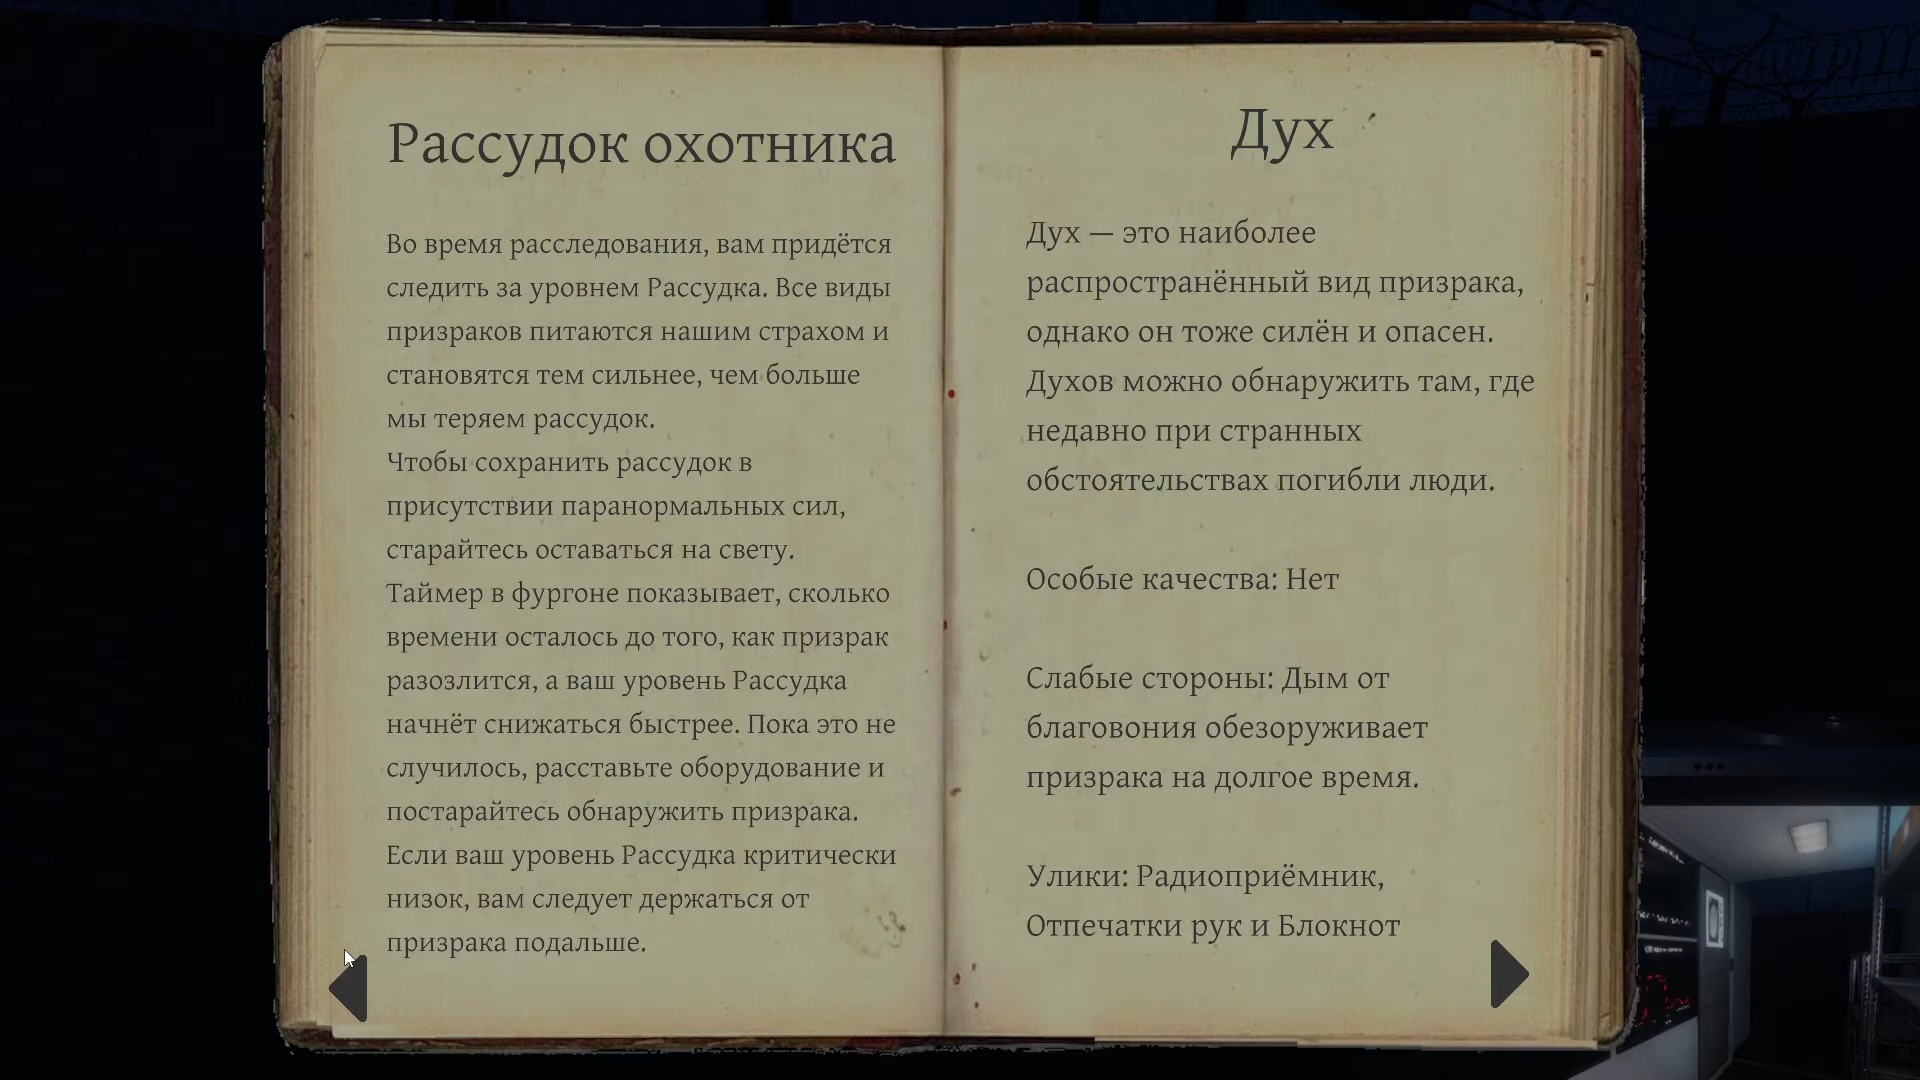 Рассудок охотника
Во время расследования, вам придётся
следить за уровнем Рассудка. Все виды
призраков питаются нашим страхом и
становятся тем сильнее, чем больше
мы теряем рассудок.
Чтобы сохранить рассудок в
присутствии паранормальных сил,
старайтесь оставаться на свету.
Таймер в фургоне показывает, сколько
времени осталось до того, как призрак
разозлится, а ваш уровень Рассудка
начнёт снижаться быстрее. Пока это не
случилось, расставьте оборудование и
постарайтесь обнаружить призрака.
Если ваш уровень Рассудка критически
низок, вам следует держаться от
призрака подальше.
Дух
Дух — это наиболее
распространённый вид призрака,
однако он тоже силён и опасен.
Духов можно обнаружить там, где
недавно при странных
обстоятельствах погибли люди.
Особые качества: Нет
Слабые стороны: Дым от
благовония обезоруживает
призрака на долгое время.
Улики: Радиоприёмник,
Отпечатки рук и Блокнот